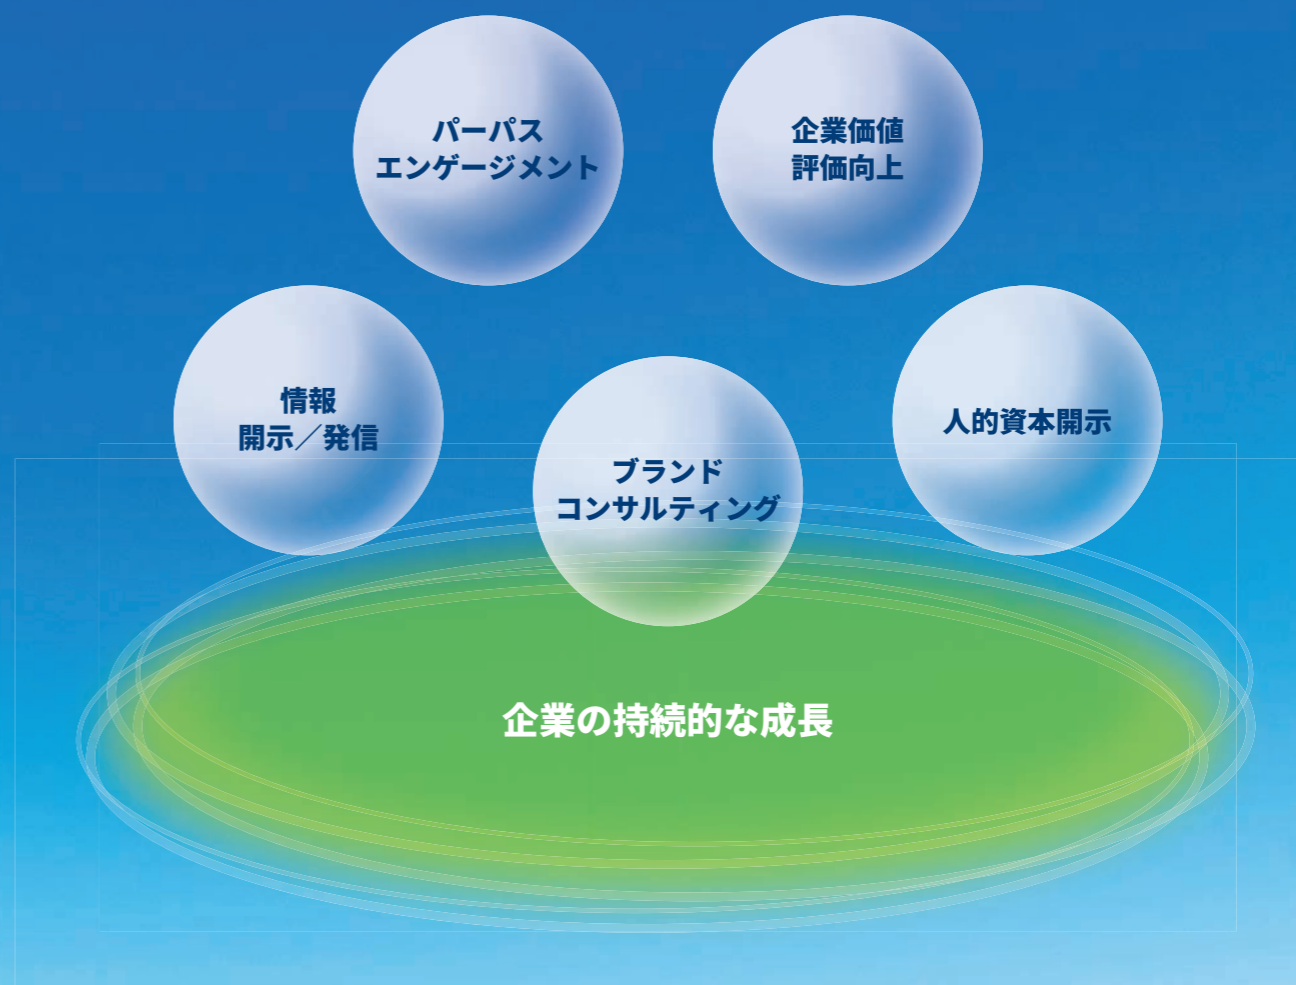 パーパス
エンゲージメント
企業価値
評価向上
情報
開示／発信
ブランド
コンサルティング
人的資本開示
企業の持続的な成長